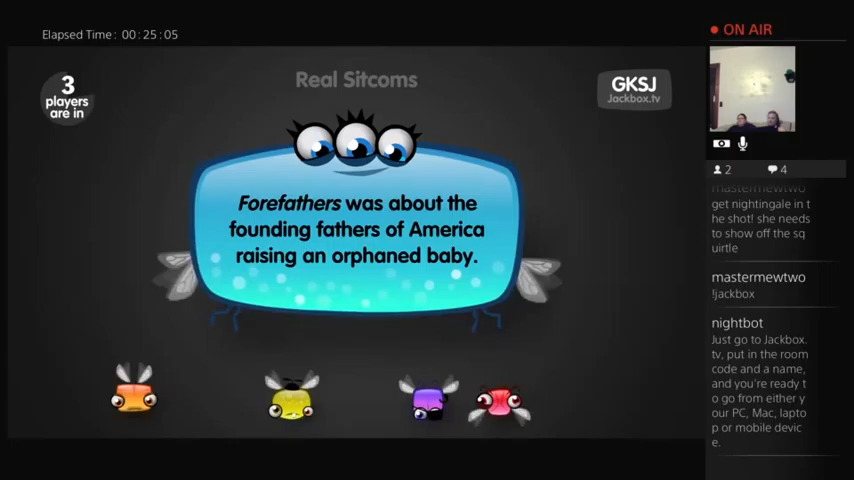 Elapsed Time: 00:25:05
ON AIR
3
players
are in
Real Sitcoms
GKSJ
Jackbox.tv
Forefathers was about the
founding fathers of America
raising an orphaned baby.
2
4
mastermewtwo
get nightingale in t
he shot! she needs
to show off the sq
uirtle
mastermewtwo
!jackbox
nightbot
Just go to Jackbox.
tv, put in the room
code and a name,
and you're ready t
o go from either y
our PC, Mac, lapto
p or mobile devic
e.